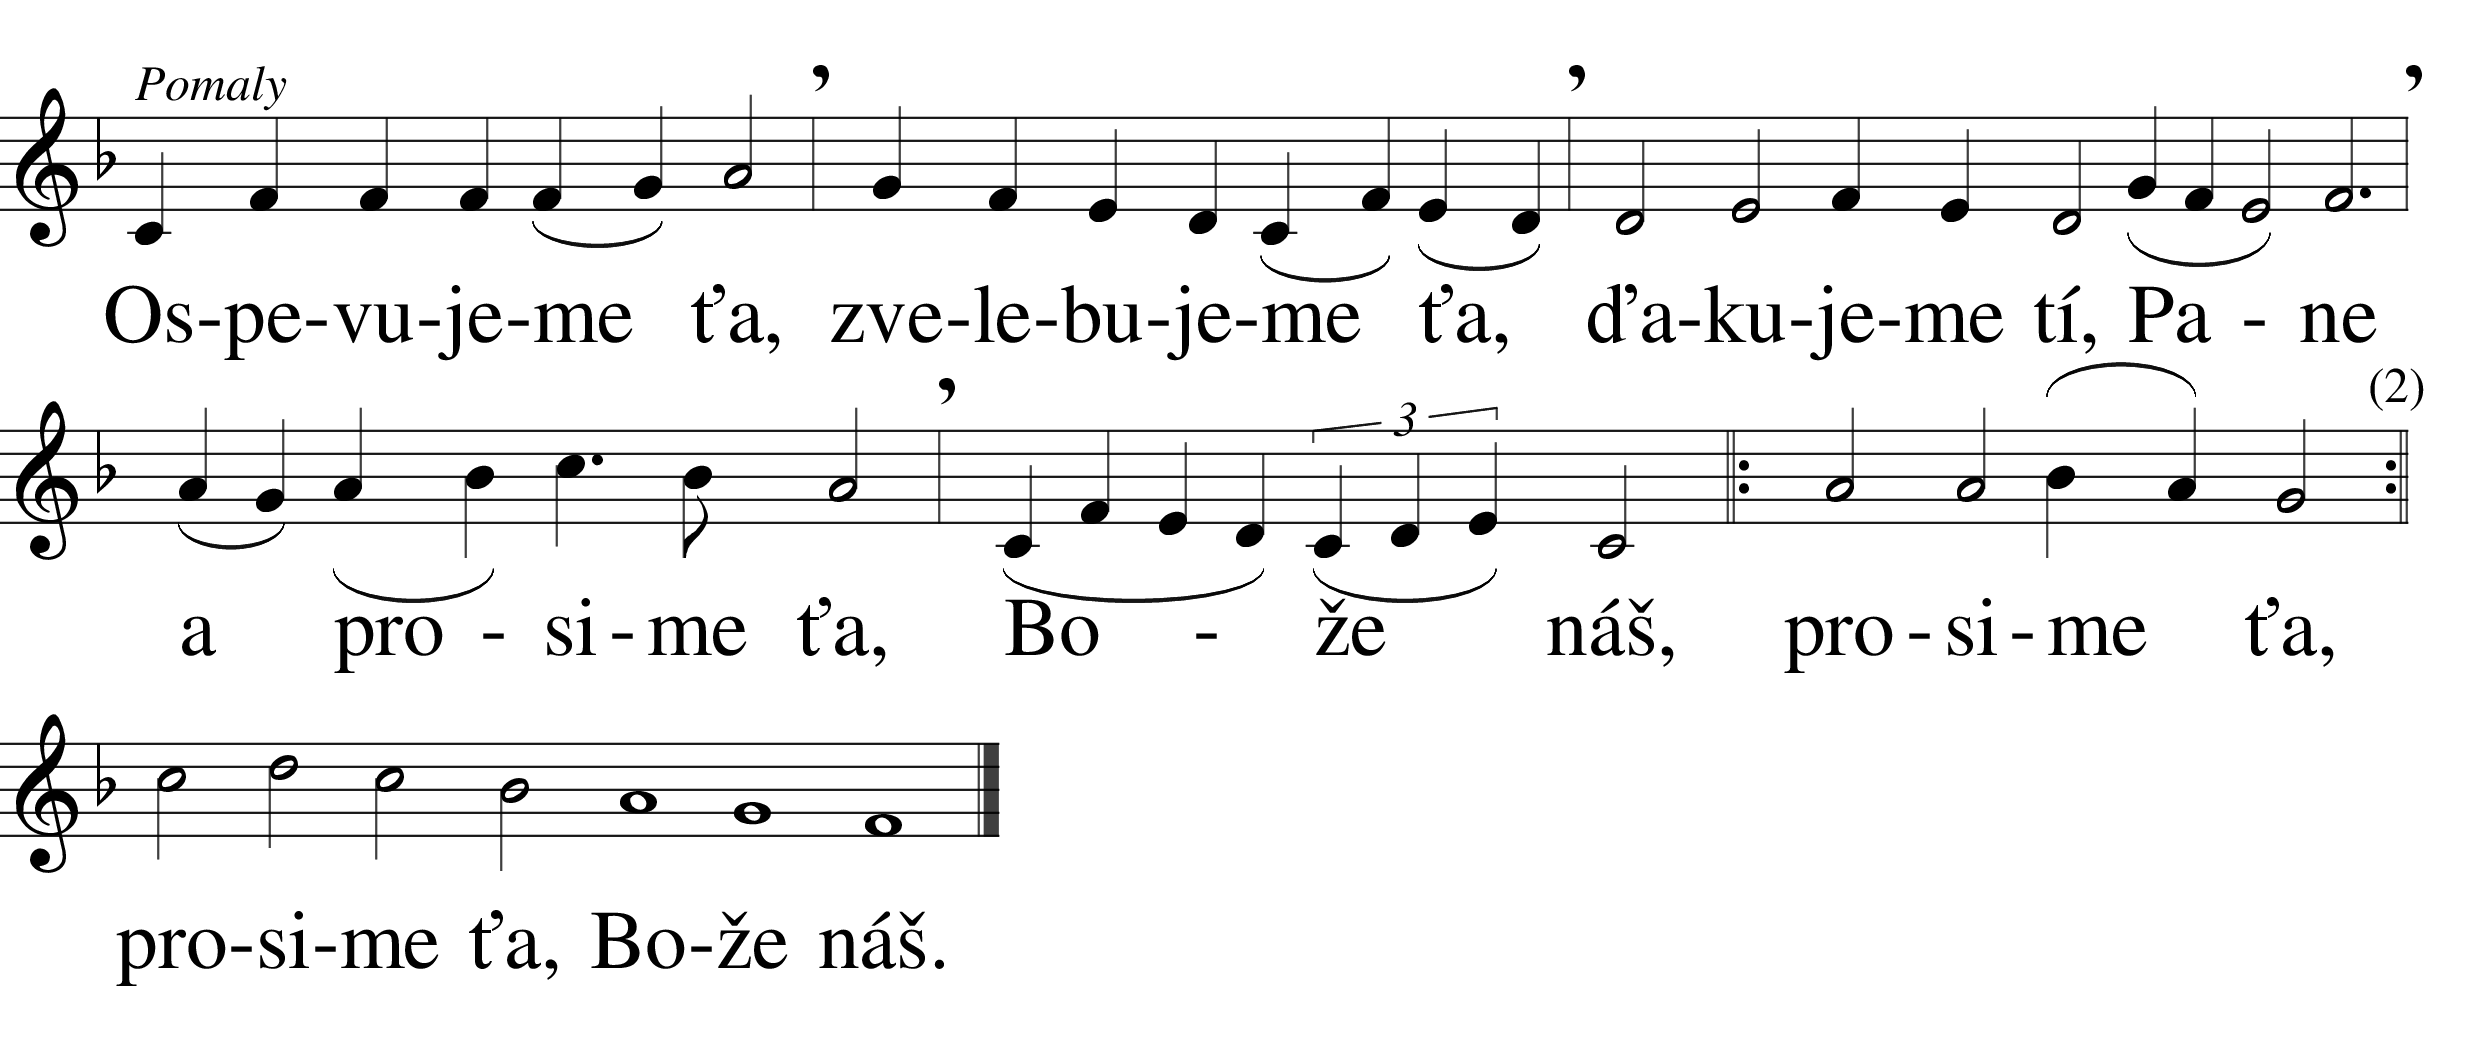 Pomaly
Os-pe-vu-je-me ťa, zve-le-bu-je-me ťa, ďa-ku-je-me tí, Pa - ne
(2)
3
a pro - si - me ťa, Bo - že náš, pro - si - me ťa,
pro-si-me ťa, Bo-že náš.